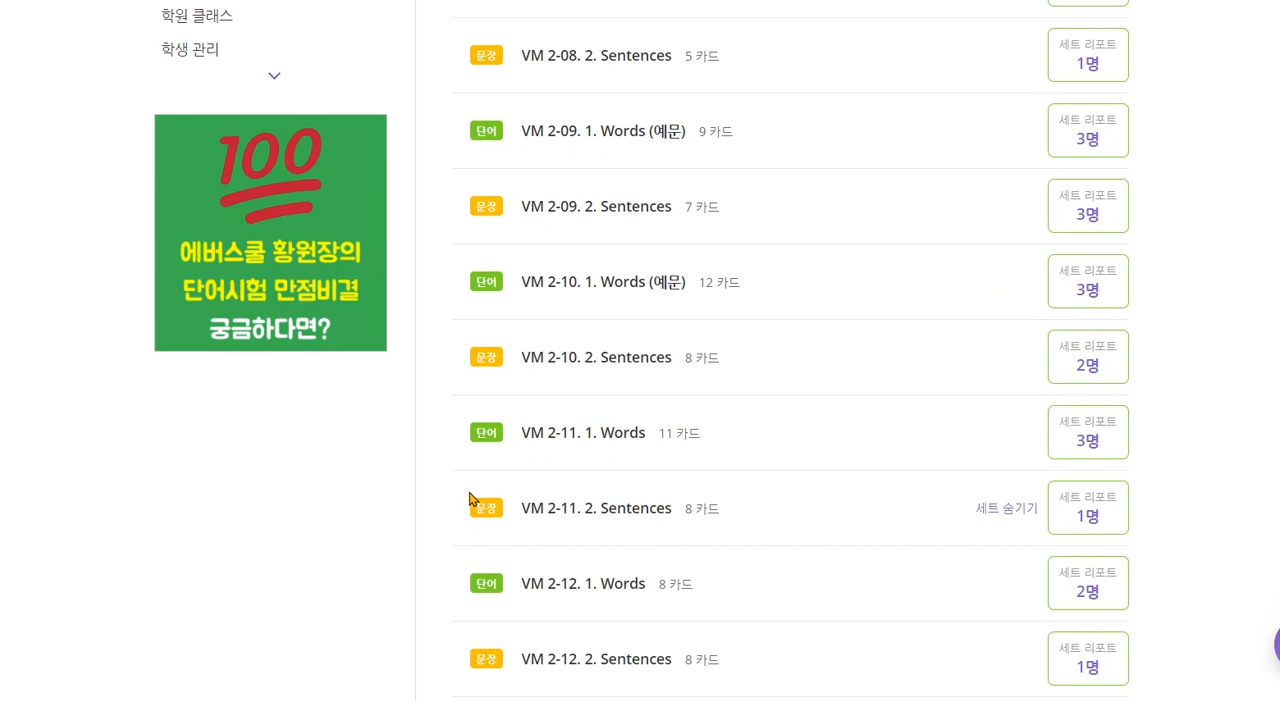 학원 클래스
학생 관리
100
에버스쿨 황원장의
단어시험 만점비결
궁금하다면?
문장 VM 2-08. 2. Sentences 5 카드 세트 리포트 1명
단어 VM 2-09. 1. Words (예문) 9 카드 세트 리포트 3명
문장 VM 2-09. 2. Sentences 7 카드 세트 리포트 3명
단어 VM 2-10. 1. Words (예문) 12 카드 세트 리포트 3명
문장 VM 2-10. 2. Sentences 8 카드 세트 리포트 2명
단어 VM 2-11. 1. Words 11 카드 세트 리포트 3명
문장 VM 2-11. 2. Sentences 8 카드 세트 숨기기 세트 리포트 1명
단어 VM 2-12. 1. Words 8 카드 세트 리포트 2명
문장 VM 2-12. 2. Sentences 8 카드 세트 리포트 1명